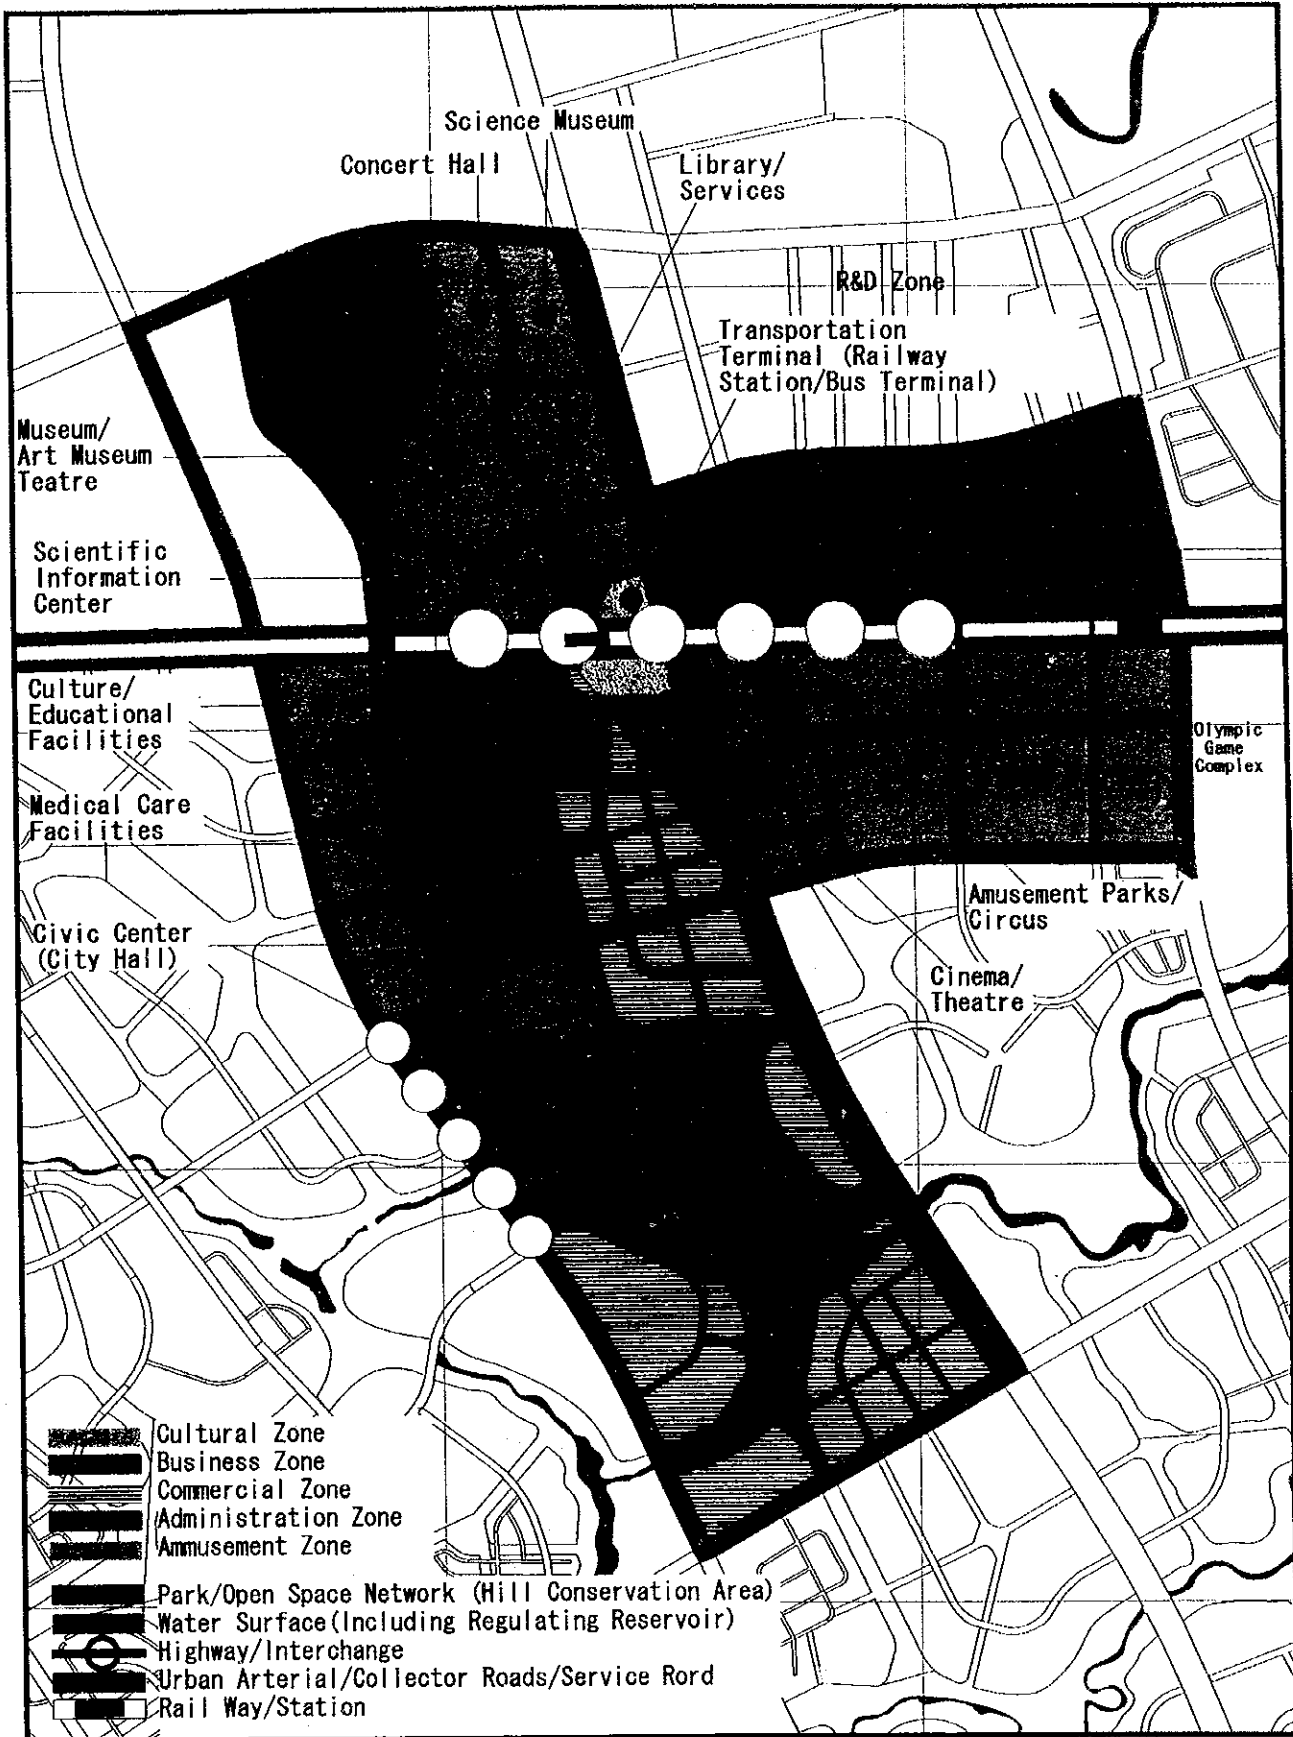 Science Museum
Concert Hall
Library/
Services
R&D Zone
Transportation
Terminal (Railway
Station/Bus Terminal)
Museum/
Art Museum
Teatre
Scientific
Information
Center
Culture/
Educational
Facilities
Olympic
Game
Complex
Medical Care
Facilities
Amusement Parks/
Circus
Civic Center
(City Hall)
Cinema/
Theatre
Cultural Zone
Business Zone
Commercial Zone
Administration Zone
Ammusement Zone
Park/Open Space Network (Hill Conservation Area)
Water Surface(Including Regulating Reservoir)
Highway/Interchange
Urban Arterial/Collector Roads/Service Rord
Rail Way/Station